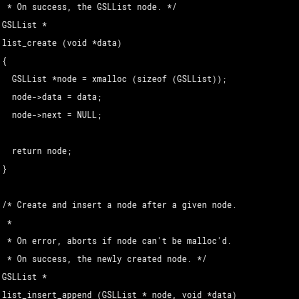 * On success, the GSLList node. */
GSLList *
list_create (void *data)
{
  GSLList *node = xmalloc (sizeof (GSLList));
  node->data = data;
  node->next = NULL;

  return node;
}

/* Create and insert a node after a given node.
 *
 * On error, aborts if node can't be malloc'd.
 * On success, the newly created node. */
GSLList *
list_insert_append (GSLList * node, void *data)